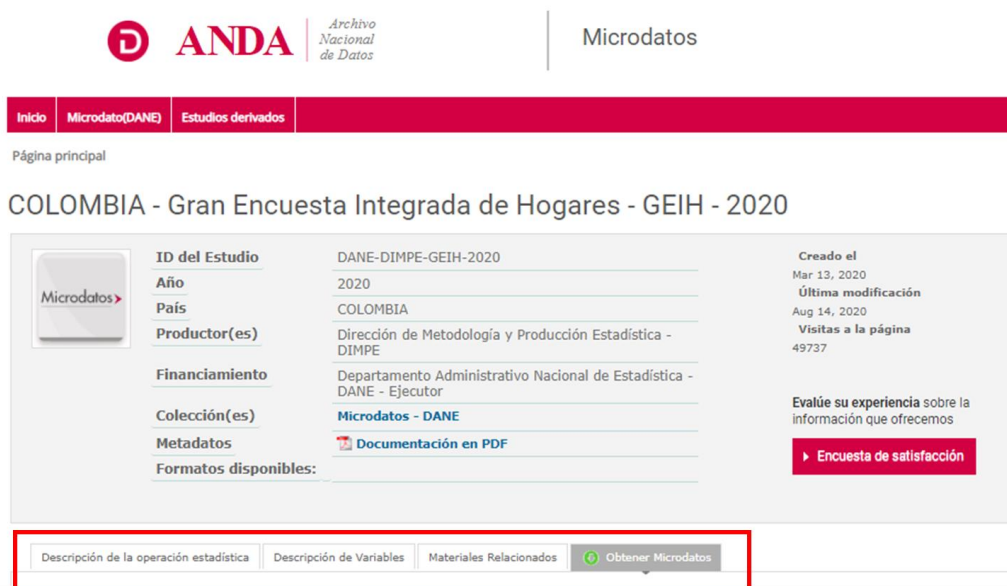 ANDA
Archivo
Nacional
de Datos
Microdatos
Inicio
Microdato(DANE)
Estudios derivados
Página principal
COLOMBIA - Gran Encuesta Integrada de Hogares - GEIH - 2020
Microdatos
ID del Estudio DANE-DIMPE-GEIH-2020
Año 2020
País COLOMBIA
Productor(es) Dirección de Metodología y Producción Estadística -
DIMPE
Financiamiento Departamento Administrativo Nacional de Estadística -
DANE - Ejecutor
Colección(es) Microdatos - DANE
Metadatos Documentación en PDF
Formatos disponibles:
Creado el
Mar 13, 2020
Última modificación
Aug 14, 2020
Visitas a la página
49737
Evalúe su experiencia sobre la
información que ofrecemos
Encuesta de satisfacción
Descripción de la operación estadística
Descripción de Variables
Materiales Relacionados
Obtener Microdatos